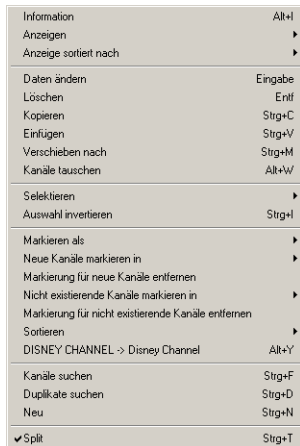 Information Alt+I
Anzeigen
Anzeige sortiert nach
Daten ändern Eingabe
Löschen Entf
Kopieren Strg+C
Einfügen Strg+V
Verschieben nach Strg+M
Kanäle tauschen Alt+W
Selektieren
Auswahl invertieren Strg+I
Markieren als
Neue Kanäle markieren in
Markierung für neue Kanäle entfernen
Nicht existierende Kanäle markieren in
Markierung für nicht existierende Kanäle entfernen
Sortieren
DISNEY CHANNEL -> Disney Channel Alt+Y
Kanäle suchen Strg+F
Duplikate suchen Strg+D
Neu Strg+N
Split Strg+T